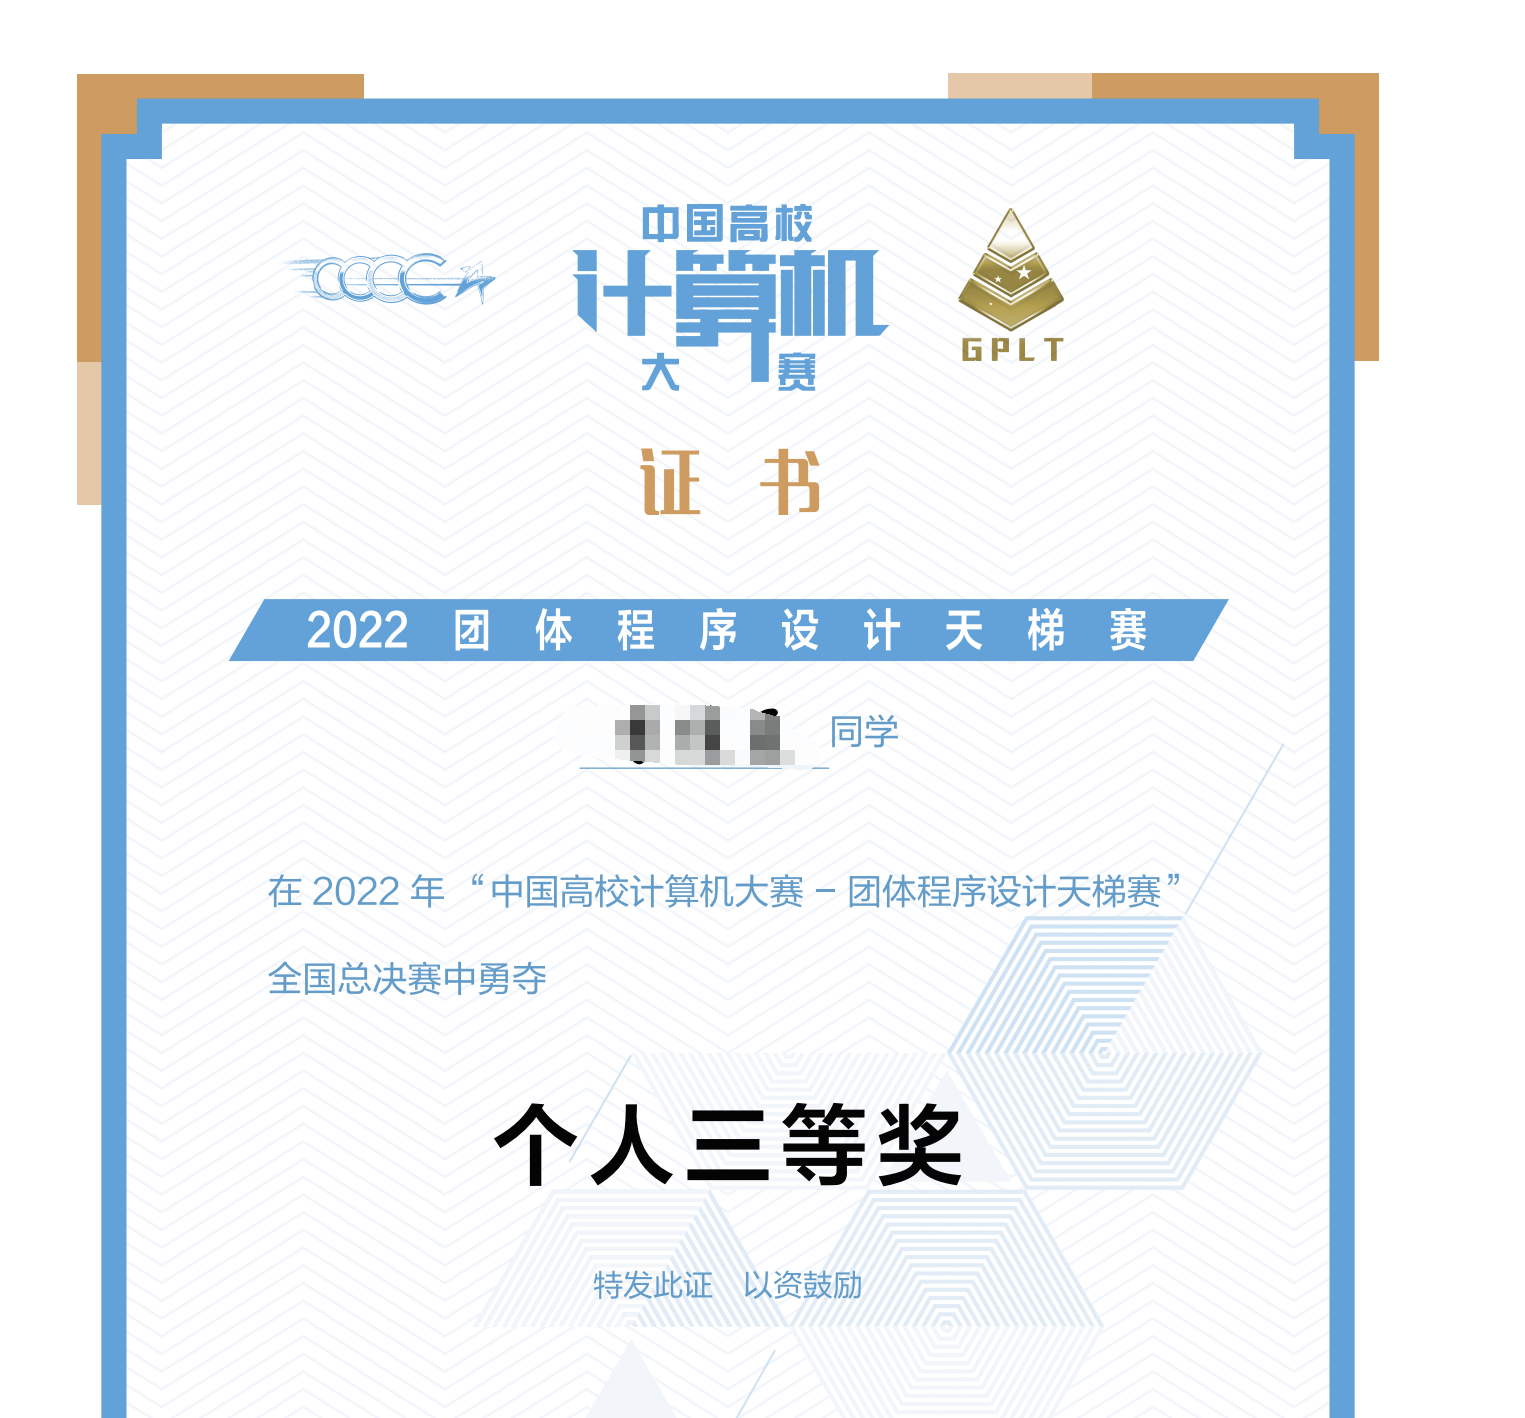 中国高校
CCCC
计算机
大赛
GPLT
证 书
2022 团 体 程 序 设 计 天 梯 赛
同学
在 2022 年 “中国高校计算机大赛 – 团体程序设计天梯赛”
全国总决赛中勇夺
个人三等奖
特发此证 以资鼓励